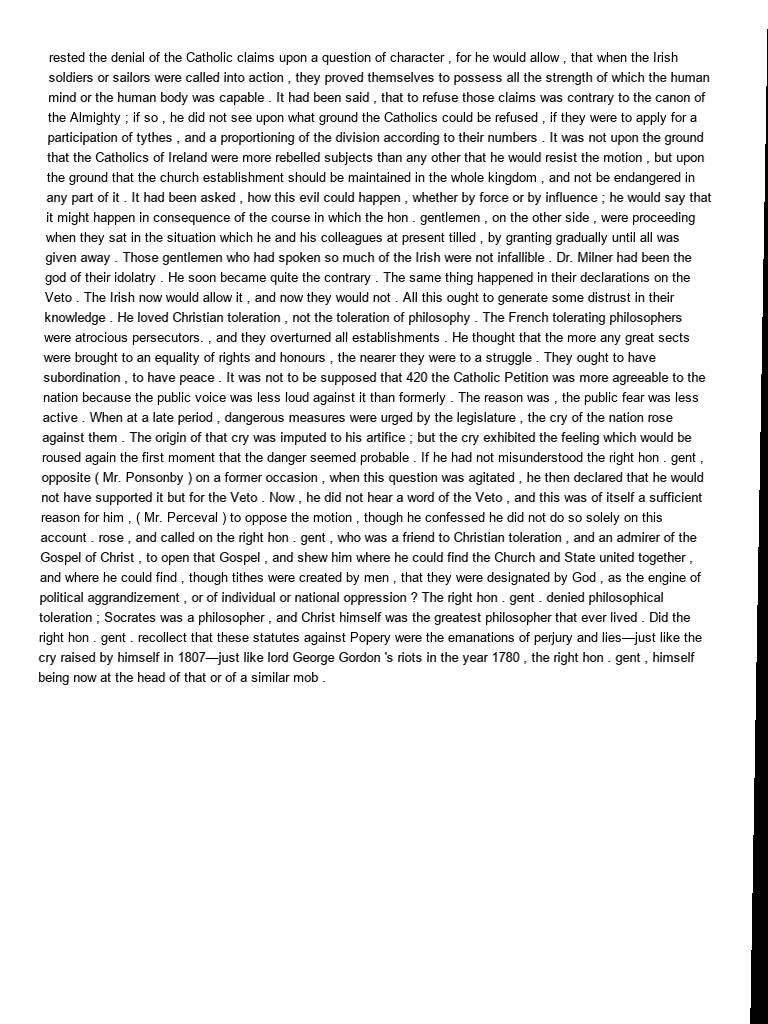 rested the denial of the Catholic claims upon a question of character , for he would allow , that when the Irish
soldiers or sailors were called into action , they proved themselves to possess all the strength of which the human
mind or the human body was capable . It had been said , that to refuse those claims was contrary to the canon of
the Almighty ; if so , he did not see upon what ground the Catholics could be refused , if they were to apply for a
participation of tythes , and a proportioning of the division according to their numbers . It was not upon the ground
that the Catholics of Ireland were more rebelled subjects than any other that he would resist the motion , but upon
the ground that the church establishment should be maintained in the whole kingdom , and not be endangered in
any part of it . It had been asked , how this evil could happen , whether by force or by influence ; he would say that
it might happen in consequence of the course in which the hon . gentlemen , on the other side , were proceeding
when they sat in the situation which he and his colleagues at present tilled , by granting gradually until all was
given away . Those gentlemen who had spoken so much of the Irish were not infallible . Dr. Milner had been the
god of their idolatry . He soon became quite the contrary . The same thing happened in their declarations on the
Veto . The Irish now would allow it , and now they would not . All this ought to generate some distrust in their
knowledge . He loved Christian toleration , not the toleration of philosophy . The French tolerating philosophers
were atrocious persecutors. , and they overturned all establishments . He thought that the more any great sects
were brought to an equality of rights and honours , the nearer they were to a struggle . They ought to have
subordination , to have peace . It was not to be supposed that 420 the Catholic Petition was more agreeable to the
nation because the public voice was less loud against it than formerly . The reason was , the public fear was less
active . When at a late period , dangerous measures were urged by the legislature , the cry of the nation rose
against them . The origin of that cry was imputed to his artifice ; but the cry exhibited the feeling which would be
roused again the first moment that the danger seemed probable . If he had not misunderstood the right hon . gent ,
opposite ( Mr. Ponsonby ) on a former occasion , when this question was agitated , he then declared that he would
not have supported it but for the Veto . Now , he did not hear a word of the Veto , and this was of itself a sufficient
reason for him , ( Mr. Perceval ) to oppose the motion , though he confessed he did not do so solely on this
account . rose , and called on the right hon . gent , who was a friend to Christian toleration , and an admirer of the
Gospel of Christ , to open that Gospel , and shew him where he could find the Church and State united together ,
and where he could find , though tithes were created by men , that they were designated by God , as the engine of
political aggrandizement , or of individual or national oppression ? The right hon . gent . denied philosophical
toleration ; Socrates was a philosopher , and Christ himself was the greatest philosopher that ever lived . Did the
right hon . gent . recollect that these statutes against Popery were the emanations of perjury and lies—just like the
cry raised by himself in 1807—just like lord George Gordon 's riots in the year 1780 , the right hon . gent , himself
being now at the head of that or of a similar mob .